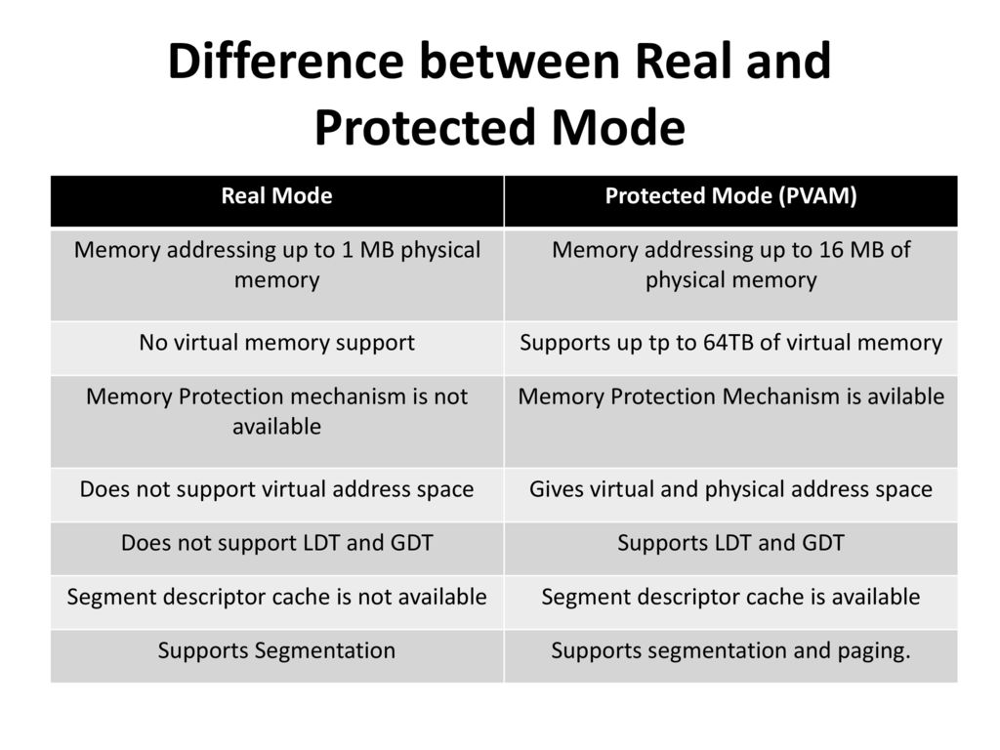 Difference between Real and
Protected Mode
Real Mode
Protected Mode (PVAM)
Memory addressing up to 1 MB physical
memory
Memory addressing up to 16 MB of
physical memory
No virtual memory support
Supports up tp to 64TB of virtual memory
Memory Protection mechanism is not
available
Memory Protection Mechanism is avilable
Does not support virtual address space
Gives virtual and physical address space
Does not support LDT and GDT
Supports LDT and GDT
Segment descriptor cache is not available
Segment descriptor cache is available
Supports Segmentation
Supports segmentation and paging.